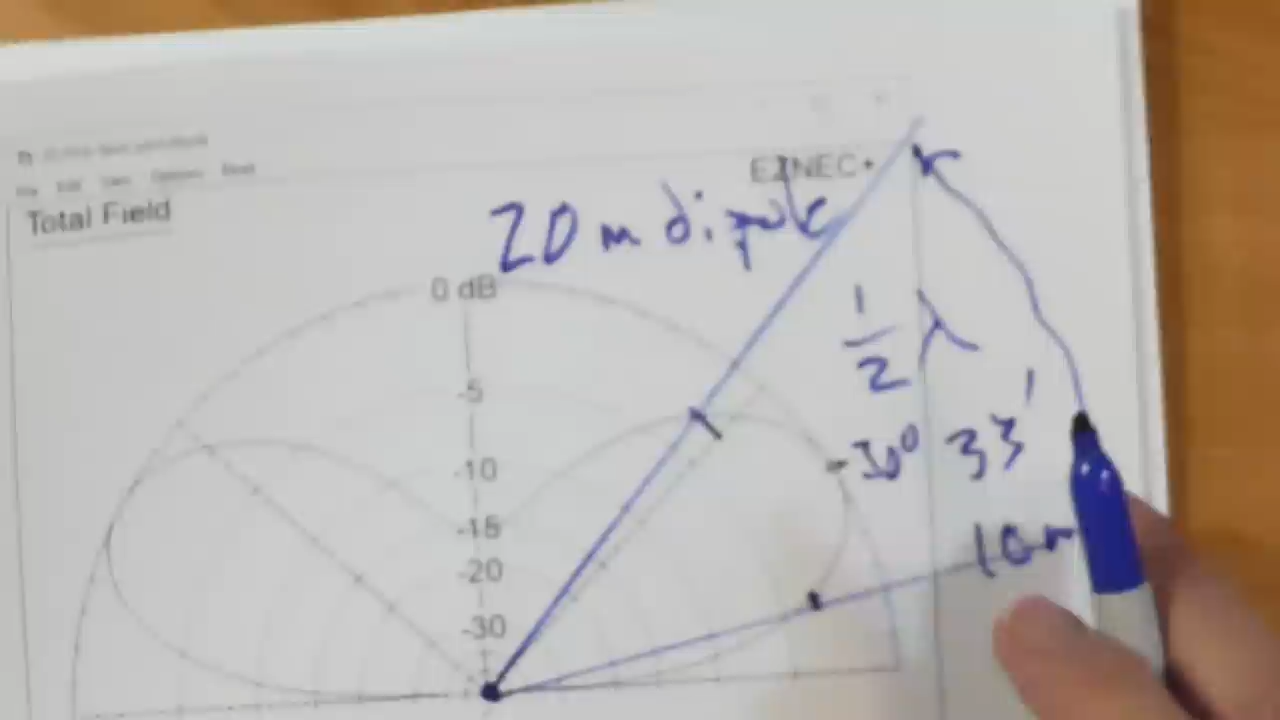 Total Field
EZNEC+
20 m dipole
0 dB
-5
-10
-15
-20
-30
1/2 λ
30° 33'
10 m